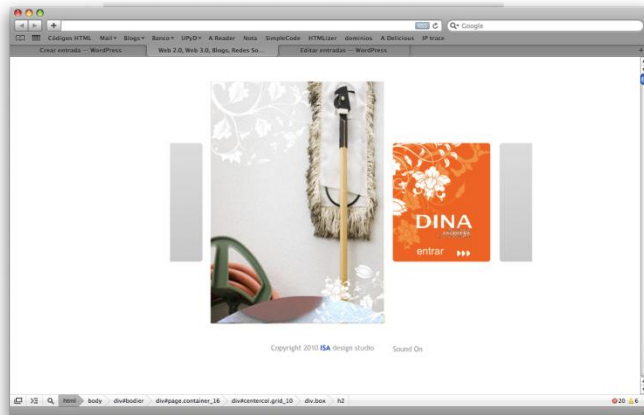 Google
Códigos HTML Mail Blogs Banco UPyD A Reader Nota SimpleCode HTMLizer dominios A Delicious IP trace
Crear entrada — WordPress Web 2.0, Web 3.0, Blogs, Redes So... Editar entradas — WordPress
DINA
entrar
Copyright 2010 ISA design studio Sound On
html body div#bodier div#page.container_16 div#centercol.grid_10 div.box h2
20 6